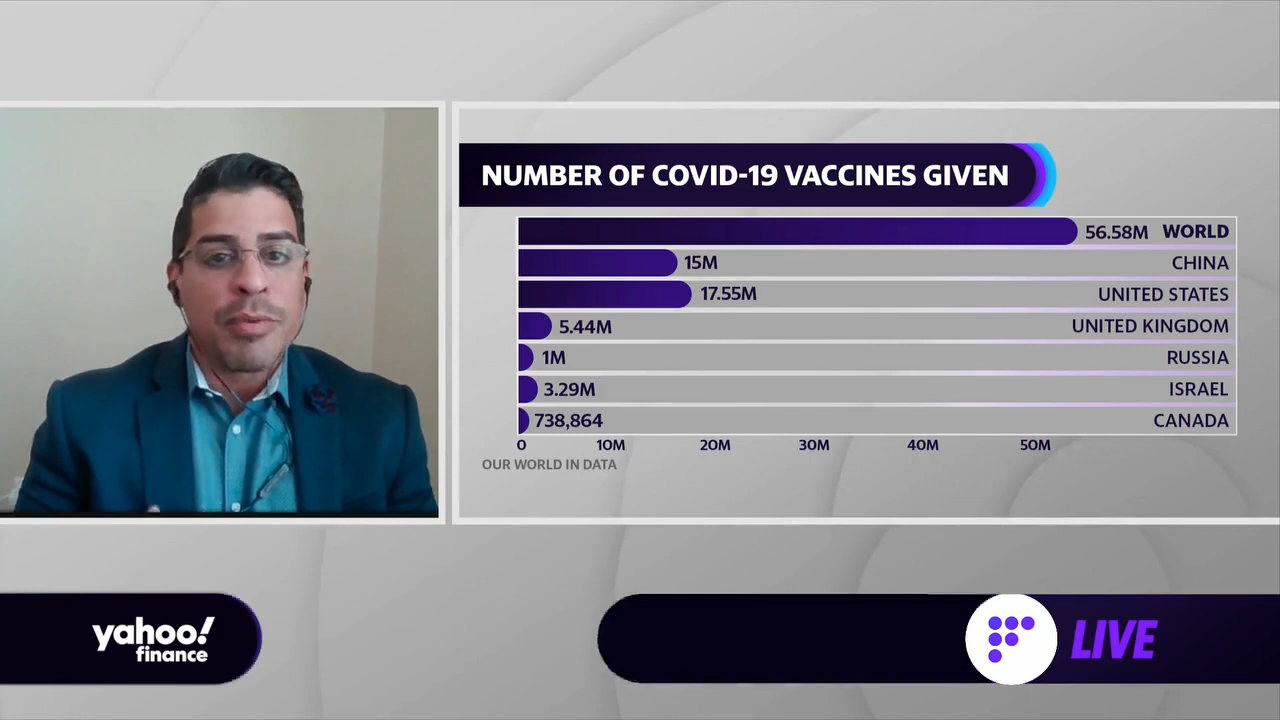 NUMBER OF COVID-19 VACCINES GIVEN
56.58M WORLD
15M CHINA
17.55M UNITED STATES
5.44M UNITED KINGDOM
1M RUSSIA
3.29M ISRAEL
738,864 CANADA
0 10M 20M 30M 40M 50M
OUR WORLD IN DATA
yahoo!
finance
LIVE